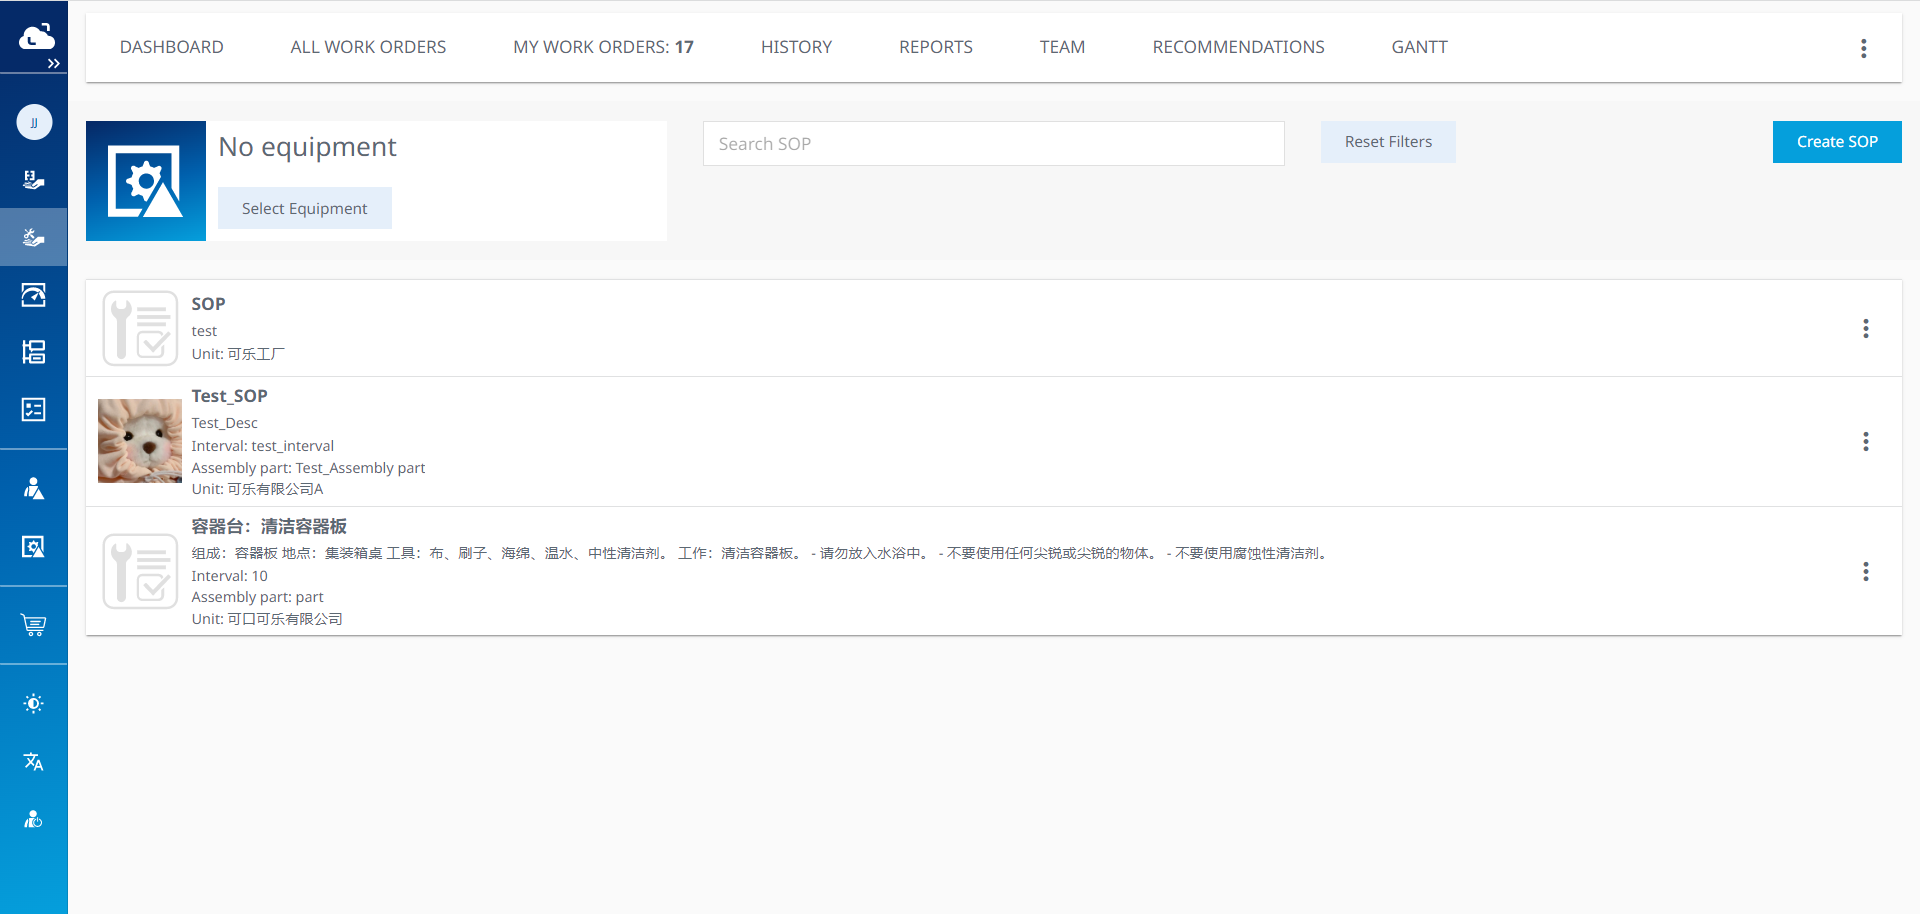 DASHBOARD
ALL WORK ORDERS
MY WORK ORDERS: 17
HISTORY
REPORTS
TEAM
RECOMMENDATIONS
GANTT
JJ
No equipment
Select Equipment
Search SOP
Reset Filters
Create SOP
SOP
test
Unit: 可乐工厂
Test_SOP
Test_Desc
Interval: test_interval
Assembly part: Test_Assembly part
Unit: 可乐有限公司A
容器台：清洁容器板
组成：容器板 地点：集装箱桌 工具：布、刷子、海绵、温水、中性清洁剂。 工作：清洁容器板。 - 请勿放入水浴中。 - 不要使用任何尖锐或尖锐的物体。 - 不要使用腐蚀性清洁剂。
Interval: 10
Assembly part: part
Unit: 可口可乐有限公司